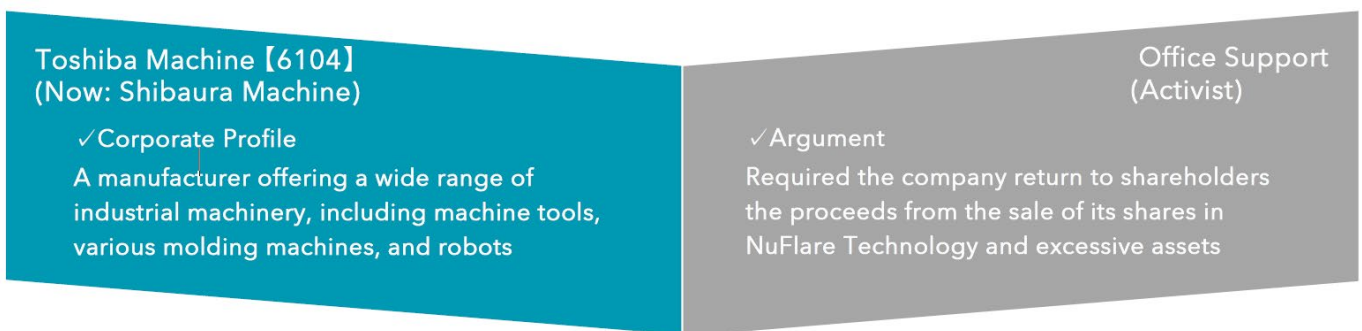 Toshiba Machine【6104】
(Now: Shibaura Machine)
✓Corporate Profile
A manufacturer offering a wide range of
industrial machinery, including machine tools,
various molding machines, and robots
Office Support
(Activist)
✓Argument
Required the company return to shareholders
the proceeds from the sale of its shares in
NuFlare Technology and excessive assets